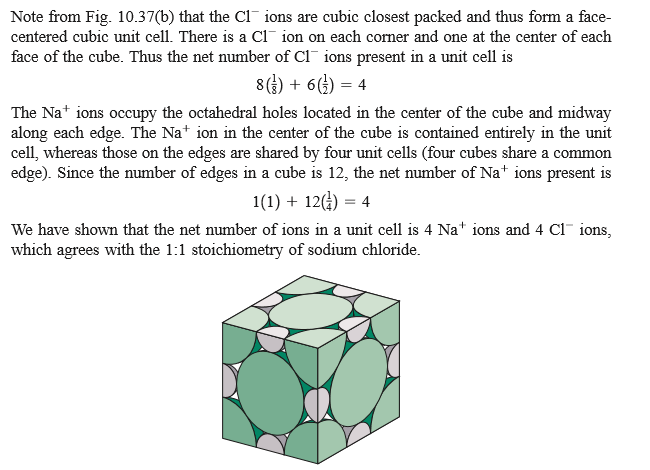 Note from Fig. 10.37(b) that the Cl⁻ ions are cubic closest packed and thus form a face-
centered cubic unit cell. There is a Cl⁻ ion on each corner and one at the center of each
face of the cube. Thus the net number of Cl⁻ ions present in a unit cell is
8(1/8) + 6(1/2) = 4
The Na⁺ ions occupy the octahedral holes located in the center of the cube and midway
along each edge. The Na⁺ ion in the center of the cube is contained entirely in the unit
cell, whereas those on the edges are shared by four unit cells (four cubes share a common
edge). Since the number of edges in a cube is 12, the net number of Na⁺ ions present is
1(1) + 12(1/4) = 4
We have shown that the net number of ions in a unit cell is 4 Na⁺ ions and 4 Cl⁻ ions,
which agrees with the 1:1 stoichiometry of sodium chloride.